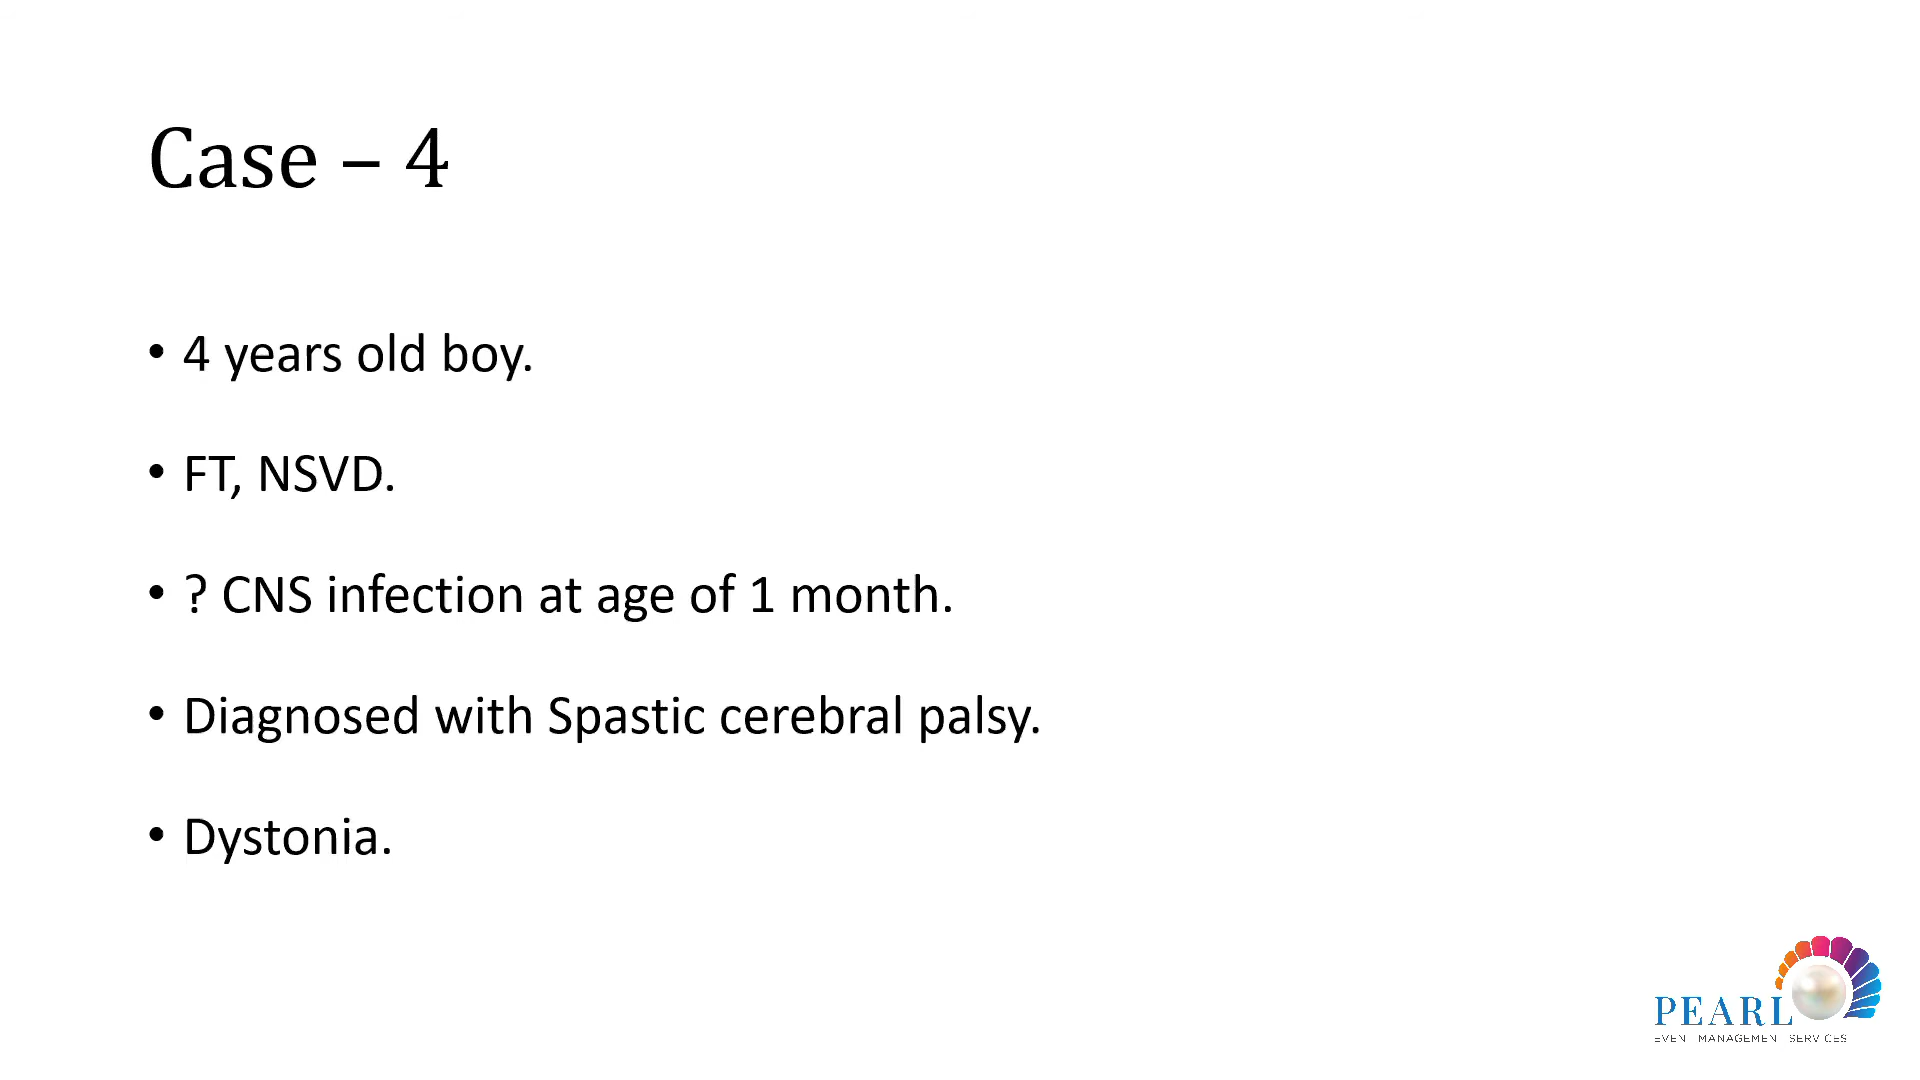 Case – 4
• 4 years old boy.
• FT, NSVD.
• ? CNS infection at age of 1 month.
• Diagnosed with Spastic cerebral palsy.
• Dystonia.
PEARL
EVENT MANAGEMENT SERVICES